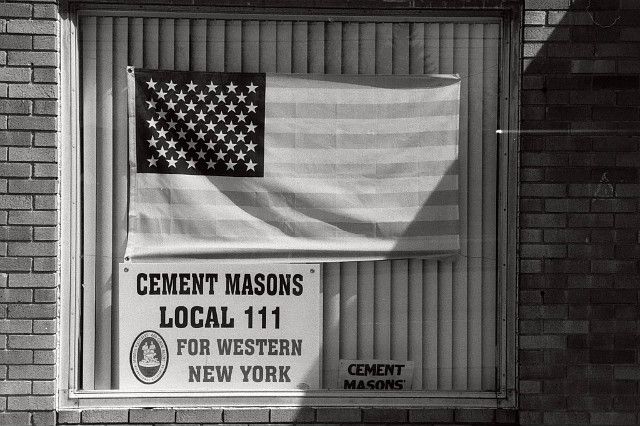 CEMENT MASONS
LOCAL 111
FOR WESTERN
NEW YORK
CEMENT
MASONS'